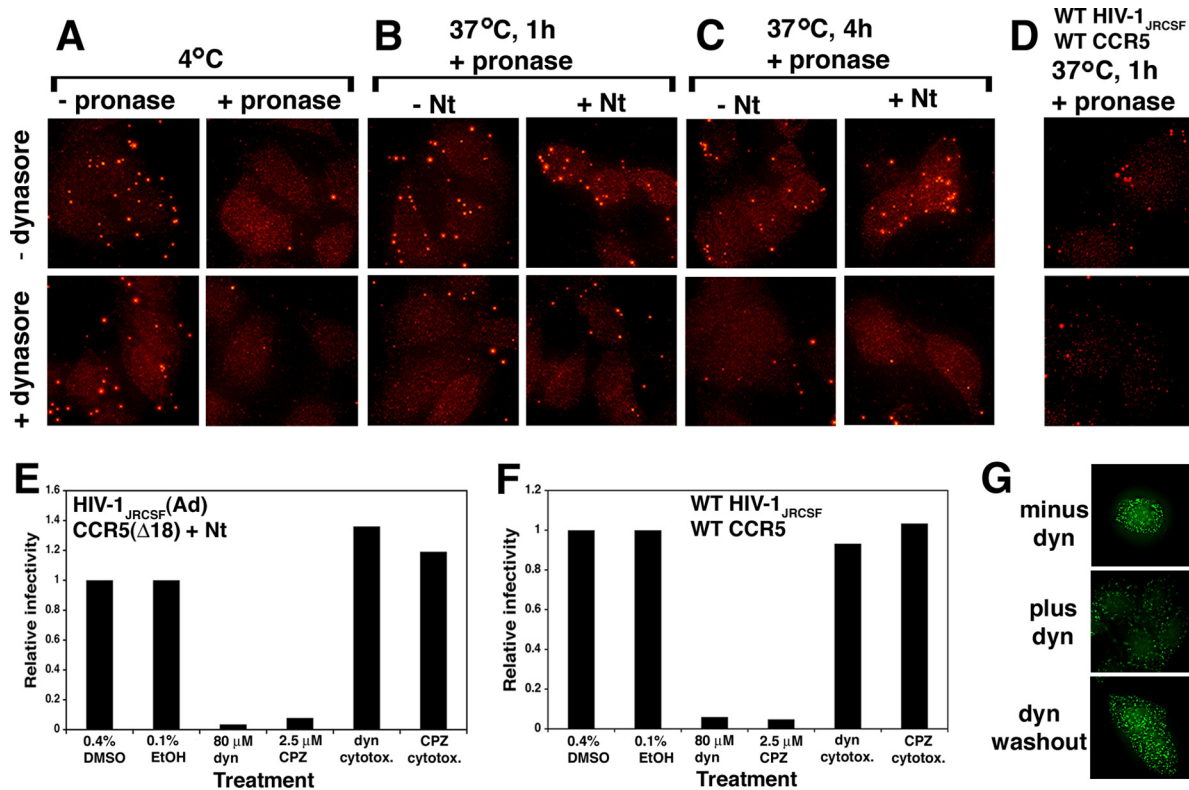 A
4°C
- pronase
+ pronase
B
37°C, 1h
+ pronase
- Nt
+ Nt
C
37°C, 4h
+ pronase
- Nt
+ Nt
D
WT HIV-1JRCSF
WT CCR5
37°C, 1h
+ pronase
- dynasore
+ dynasore
E
HIV-1JRCSF(Ad)
CCR5(Δ18) + Nt
Relative infectivity
1.6
1.4
1.2
1
0.8
0.6
0.4
0.2
0
0.4% DMSO
0.1% EtOH
80 μM dyn
2.5 μM CPZ
dyn cytotox.
CPZ cytotox.
Treatment
F
WT HIV-1JRCSF
WT CCR5
Relative infectivity
1.2
1
0.8
0.6
0.4
0.2
0
0.4% DMSO
0.1% EtOH
80 μM dyn
2.5 μM CPZ
dyn cytotox.
CPZ cytotox.
Treatment
G
minus
dyn
plus
dyn
dyn
washout